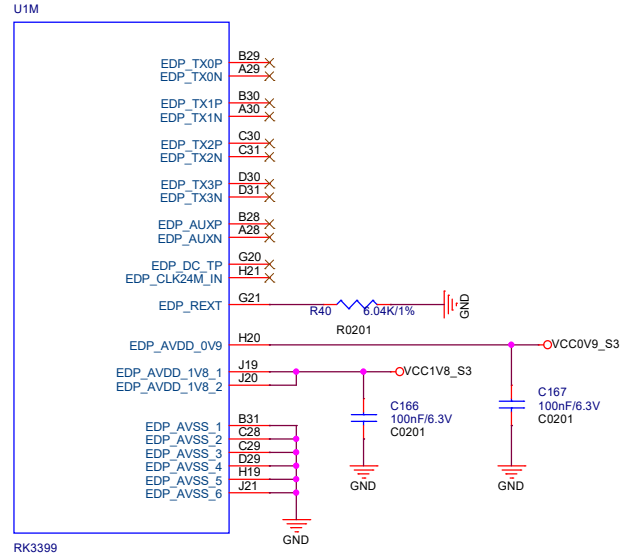 U1M
EDP_TX0P B29
EDP_TX0N A29
EDP_TX1P B30
EDP_TX1N A30
EDP_TX2P C30
EDP_TX2N C31
EDP_TX3P D30
EDP_TX3N D31
EDP_AUXP B28
EDP_AUXN A28
EDP_DC_TP G20
EDP_CLK24M_IN H21
EDP_REXT G21
R40 6.04K/1% GND
R0201
EDP_AVDD_0V9 H20 VCC0V9_S3
EDP_AVDD_1V8_1 J19 VCC1V8_S3
EDP_AVDD_1V8_2 J20
C166
100nF/6.3V
C0201
C167
100nF/6.3V
C0201
EDP_AVSS_1 B31
EDP_AVSS_2 C28
EDP_AVSS_3 C29
EDP_AVSS_4 D29
EDP_AVSS_5 H19
EDP_AVSS_6 J21
GND
GND
GND
RK3399